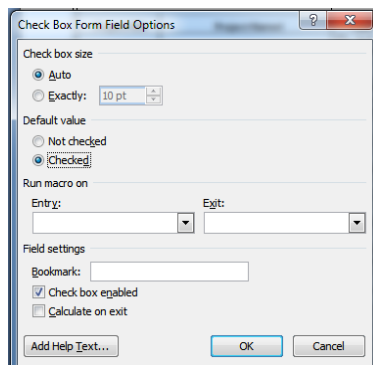 Check Box Form Field Options
Check box size
Auto
Exactly: 10 pt
Default value
Not checked
Checked
Run macro on
Entry: Exit:
Field settings
Bookmark:
Check box enabled
Calculate on exit
Add Help Text... OK Cancel